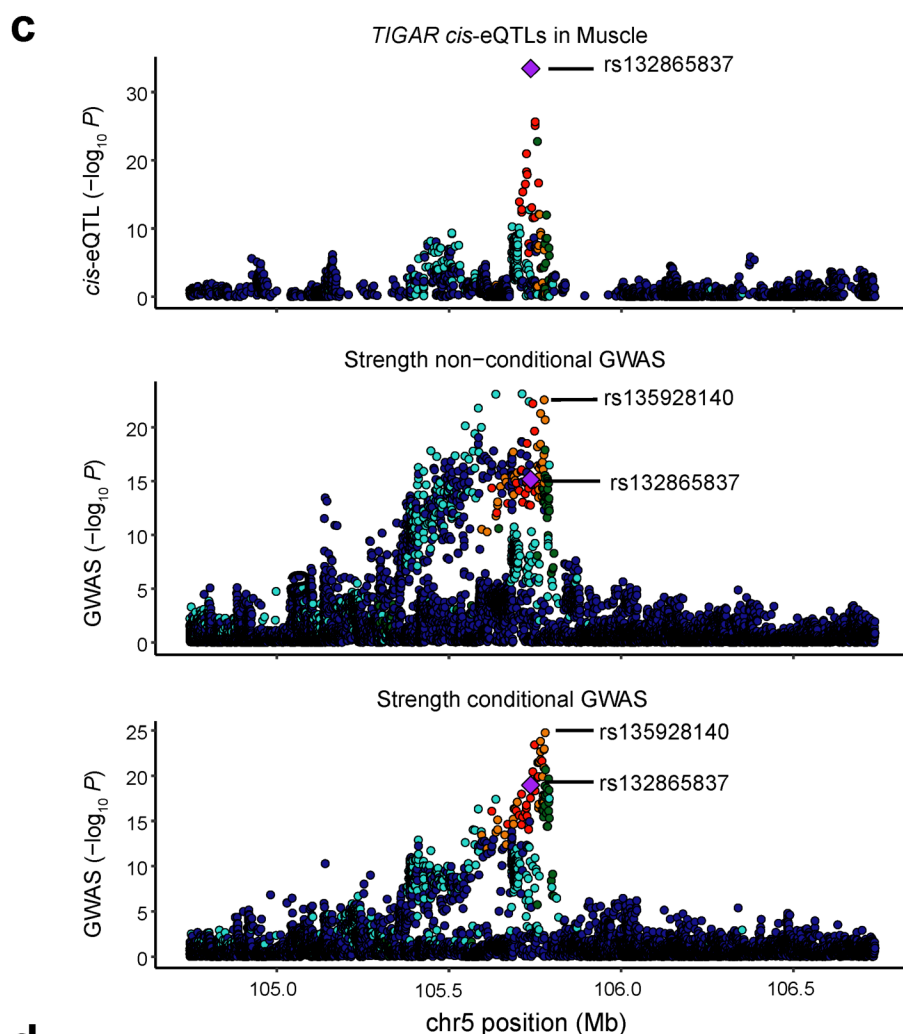 c
TIGAR cis-eQTLs in Muscle
rs132865837
cis-eQTL (−log10 P)
30
20
10
0
Strength non−conditional GWAS
rs135928140
rs132865837
GWAS (−log10 P)
20
15
10
5
0
Strength conditional GWAS
rs135928140
rs132865837
GWAS (−log10 P)
25
20
15
10
5
0
105.0 105.5 106.0 106.5
chr5 position (Mb)